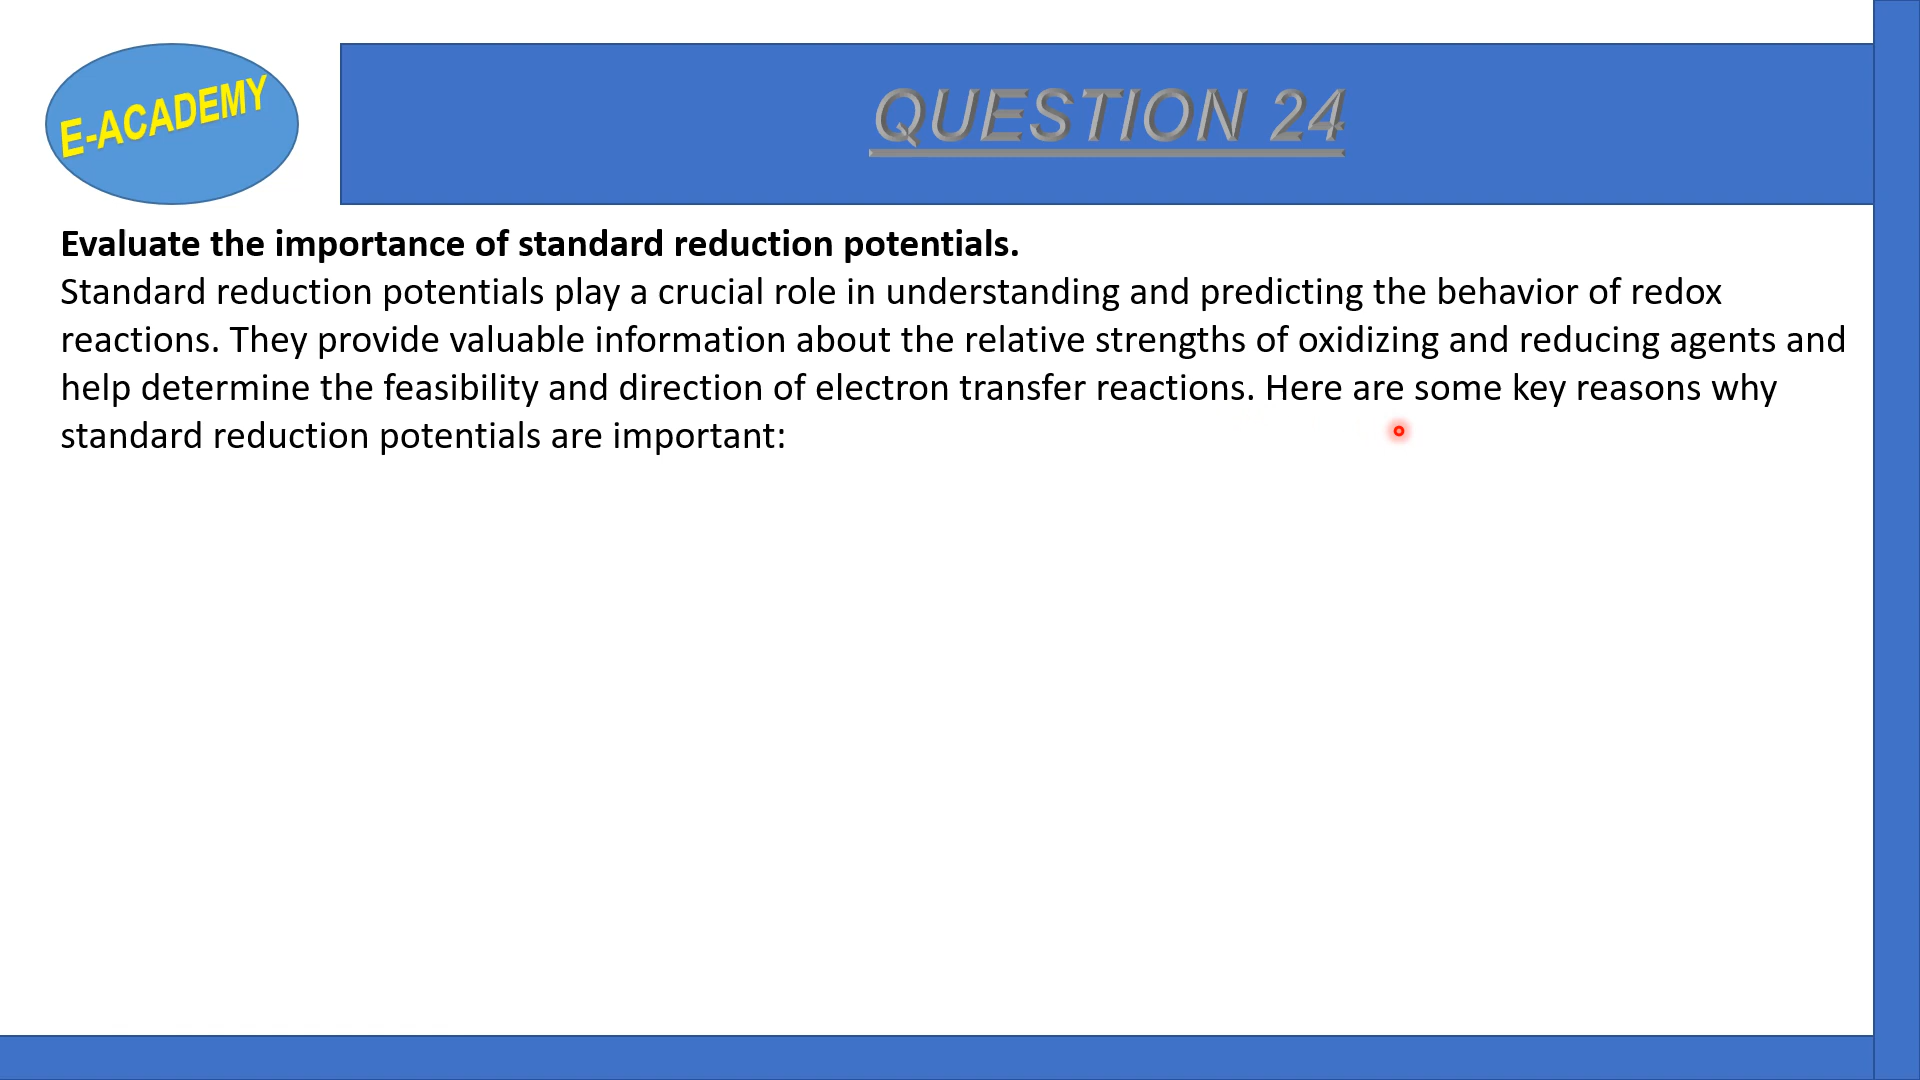 E-ACADEMY
QUESTION 24
Evaluate the importance of standard reduction potentials.
Standard reduction potentials play a crucial role in understanding and predicting the behavior of redox
reactions. They provide valuable information about the relative strengths of oxidizing and reducing agents and
help determine the feasibility and direction of electron transfer reactions. Here are some key reasons why
standard reduction potentials are important: